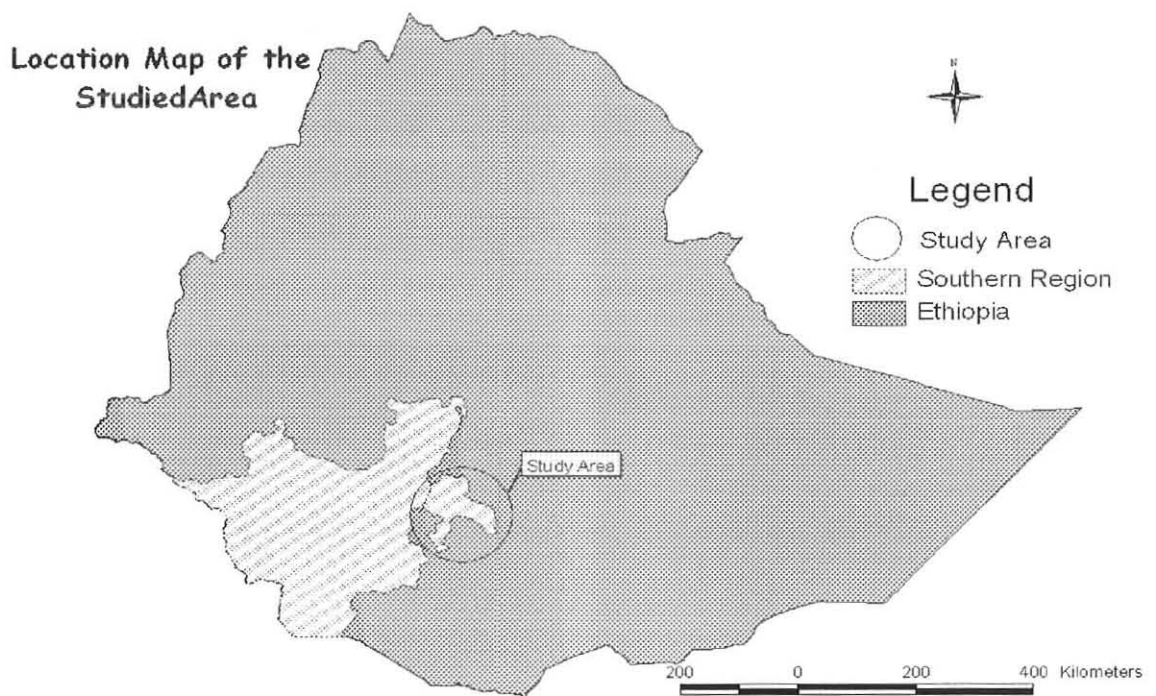 Location Map of the
StudiedArea
N
Legend
Study Area
Southern Region
Ethiopia
Study Area
200 0 200 400 Kilometers